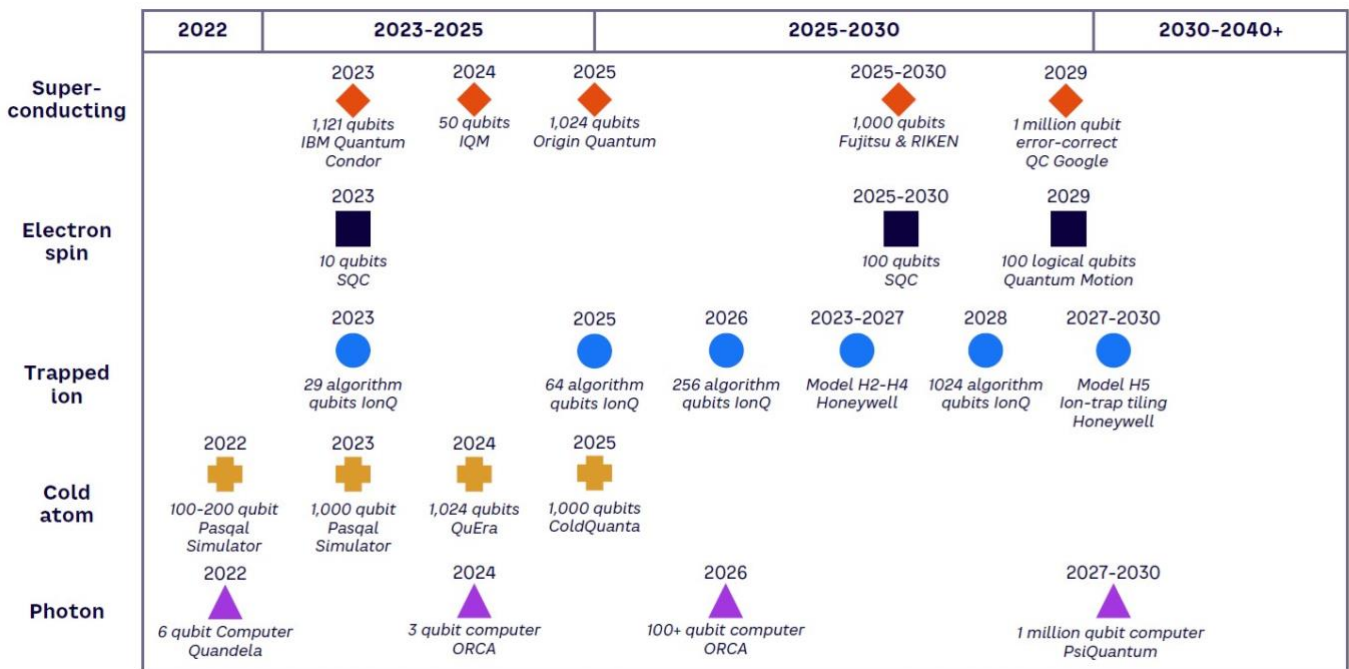 2022
2023-2025
2025-2030
2030-2040+
Super-
conducting
2023
1,121 qubits
IBM Quantum
Condor
2024
50 qubits
IQM
2025
1,024 qubits
Origin Quantum
2025-2030
1,000 qubits
Fujitsu & RIKEN
2029
1 million qubit
error-correct
QC Google
Electron
spin
2023
10 qubits
SQC
2025-2030
100 qubits
SQC
2029
100 logical qubits
Quantum Motion
Trapped
ion
2023
29 algorithm
qubits IonQ
2025
64 algorithm
qubits IonQ
2026
256 algorithm
qubits IonQ
2023-2027
Model H2-H4
Honeywell
2028
1024 algorithm
qubits IonQ
2027-2030
Model H5
Ion-trap tiling
Honeywell
Cold
atom
2022
100-200 qubit
Pasqal
Simulator
2023
1,000 qubit
Pasqal
Simulator
2024
1,024 qubits
QuEra
2025
1,000 qubits
ColdQuanta
Photon
2022
6 qubit Computer
Quandela
2024
3 qubit computer
ORCA
2026
100+ qubit computer
ORCA
2027-2030
1 million qubit computer
PsiQuantum